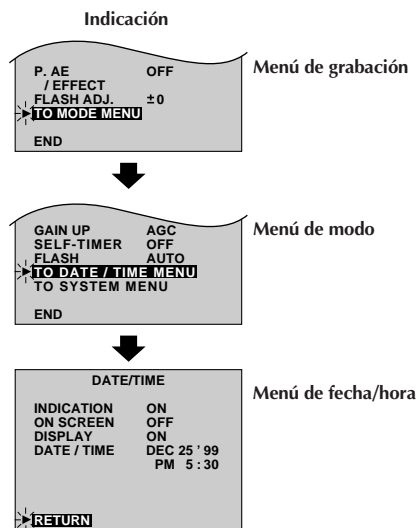 Indicación
P. AE OFF
/ EFFECT
FLASH ADJ. ±0
TO MODE MENU
END
Menú de grabación
GAIN UP AGC
SELF-TIMER OFF
FLASH AUTO
TO DATE / TIME MENU
TO SYSTEM MENU
END
Menú de modo
DATE/TIME
INDICATION ON
ON SCREEN OFF
DISPLAY ON
DATE / TIME DEC 25 ’ 99
PM 5 : 30
RETURN
Menú de fecha/hora